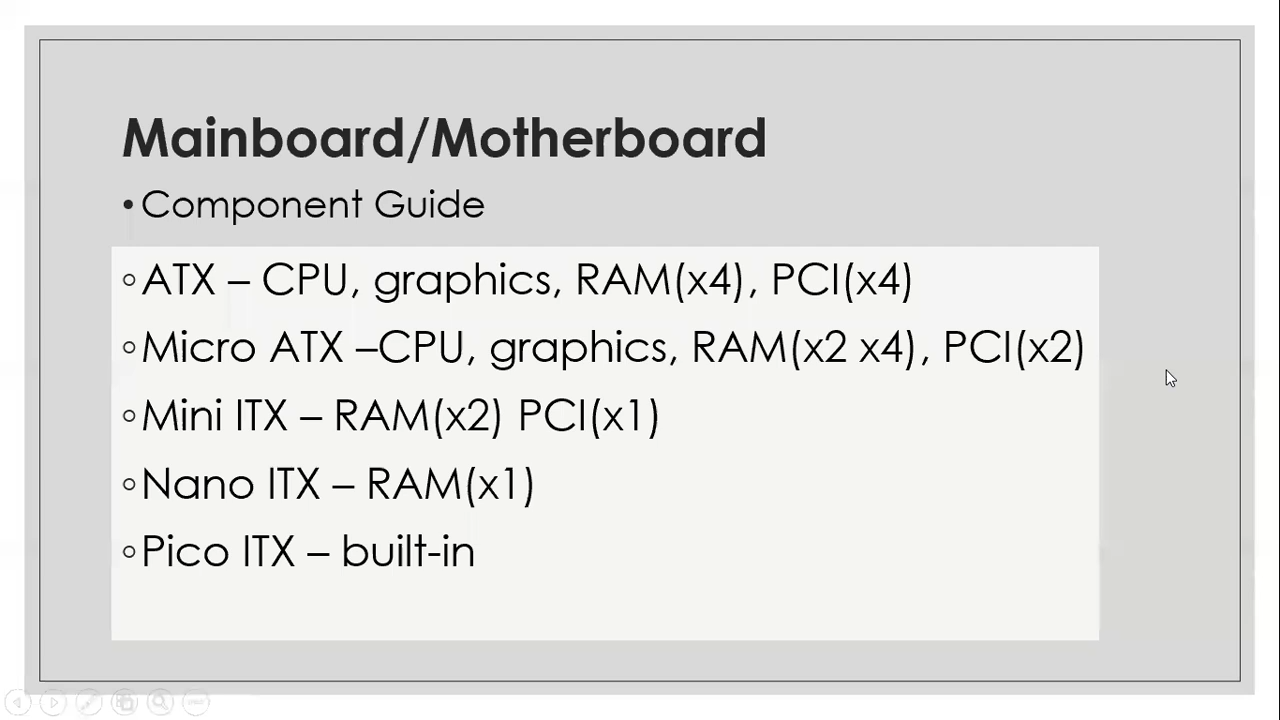 Mainboard/Motherboard
• Component Guide
◦ATX – CPU, graphics, RAM(x4), PCI(x4)
◦Micro ATX –CPU, graphics, RAM(x2 x4), PCI(x2)
◦Mini ITX – RAM(x2) PCI(x1)
◦Nano ITX – RAM(x1)
◦Pico ITX – built-in